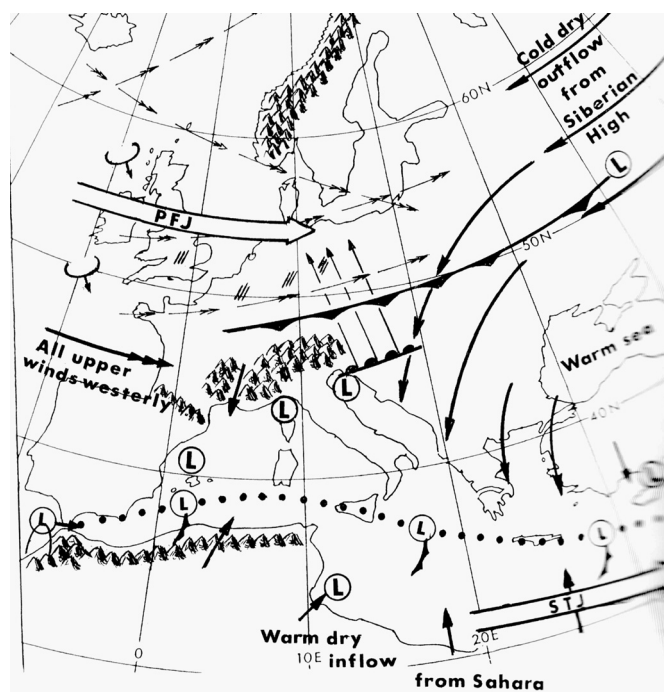 Cold dry
outflow
from
Siberian
High
60N
L
PFJ
50N
All upper
winds westerly
Warm sea
L
L
40N
L
L
L
L
L
L
STJ
Warm dry
inflow
from Sahara
0
10E
20E